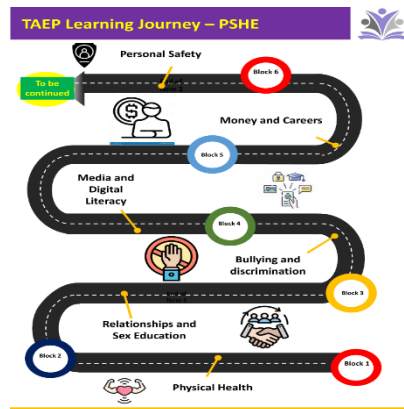 TAEP Learning Journey – PSHE
Personal Safety
Block 6
To be
continued
Money and Careers
Block 5
Media and
Digital
Literacy
Block 4
Bullying and
discrimination
Block 3
Relationships and
Sex Education
Block 2
Block 1
Physical Health